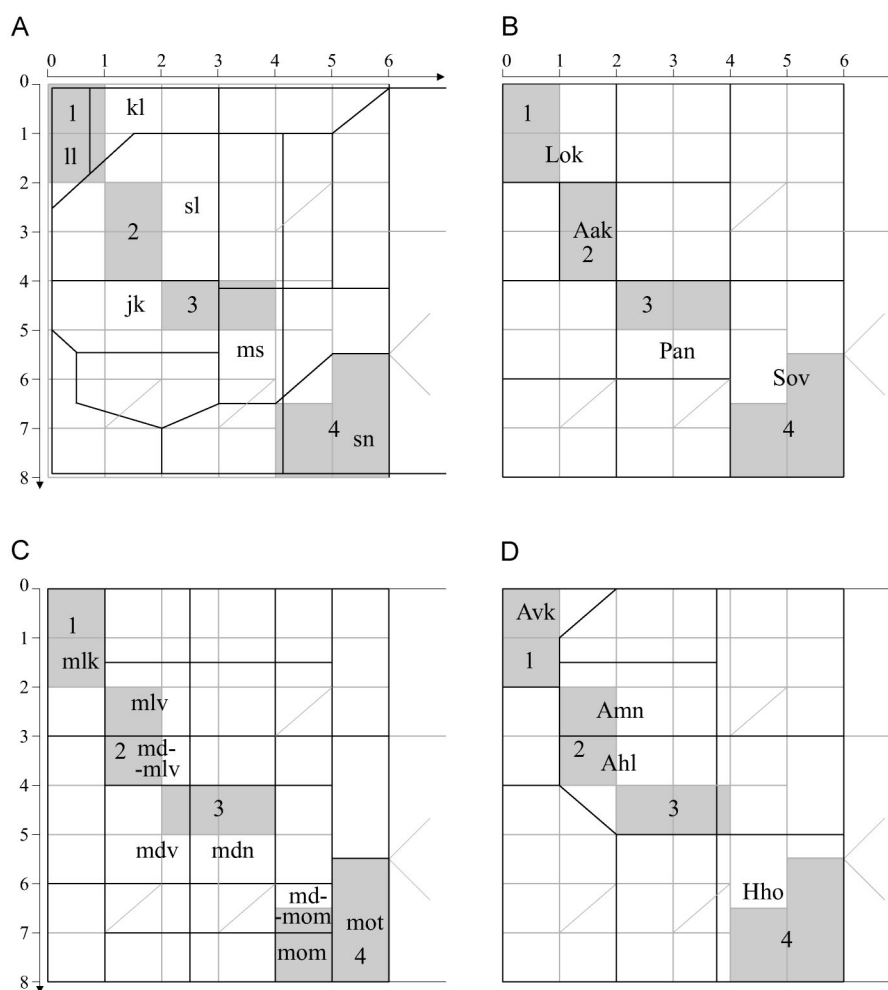 A
B
0 1 2 3 4 5 6
0 1 2 3 4 5 6
0
1
2
3
4
5
6
7
8
1 kl
ll
sl
2
jk 3
ms
4
sn
1
Lok
Aak
2
3
Pan
Sov
4
C
D
0
1
2
3
4
5
6
7
8
1
mlk
mlv
2 md-
-mlv
3
mdv mdn
md-
-mom
mom
mot
4
Avk
1
Amn
2
Ahl
3
Hho
4